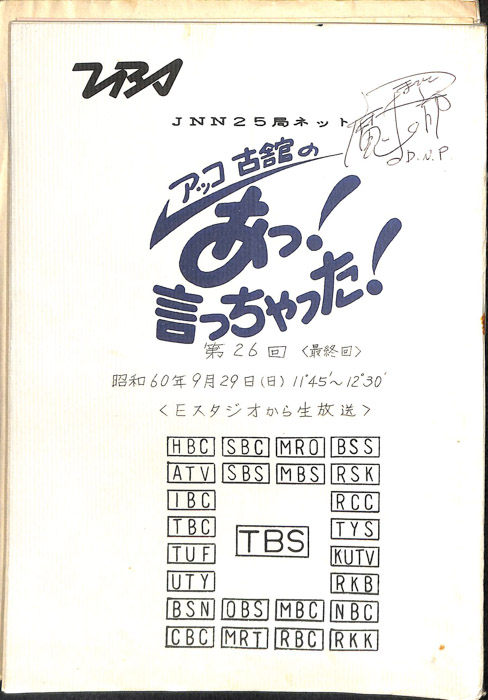 TBS
JNN25局ネット
アッコ 古舘の
あっ!
言っちゃった!
第26回 <最終回>
昭和60年9月29日(日) 11°45′~12°30′
<Eスタジオから生放送>
HBC SBC MRO BSS
ATV SBS MBS RSK
IBC RCC
TBC TYS
TBS
TUF KUTV
UTY RKB
BSN OBS MBC NBC
CBC MRT RBC RKK
D.N.P.